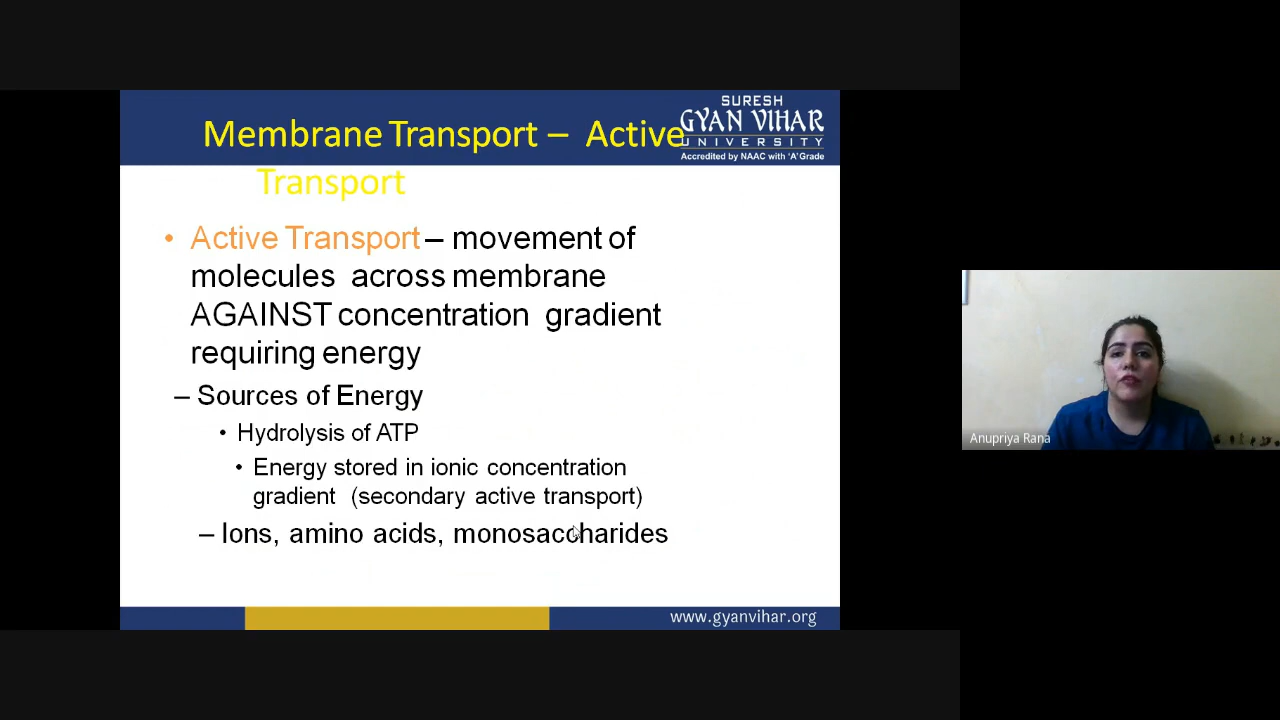 SURESH
GYAN VIHAR
UNIVERSITY
Accredited by NAAC with 'A' Grade
Membrane Transport – Active
Transport
• Active Transport – movement of
molecules across membrane
AGAINST concentration gradient
requiring energy
– Sources of Energy
• Hydrolysis of ATP
• Energy stored in ionic concentration
gradient (secondary active transport)
– Ions, amino acids, monosaccharides
www.gyanvihar.org
Anupriya Rana